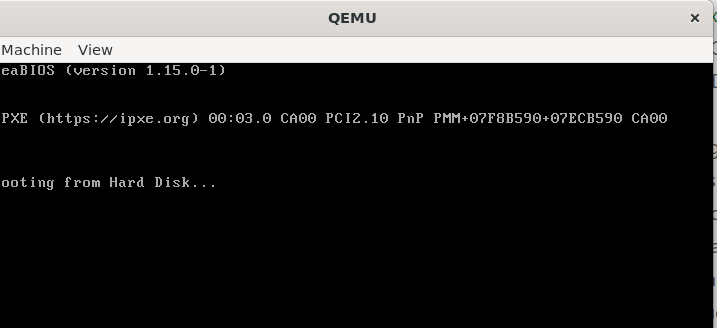 QEMU
Machine View
eaBIOS (version 1.15.0-1)
PXE (https://ipxe.org) 00:03.0 CA00 PCI2.10 PnP PMM+07F8B590+07ECB590 CA00
ooting from Hard Disk...